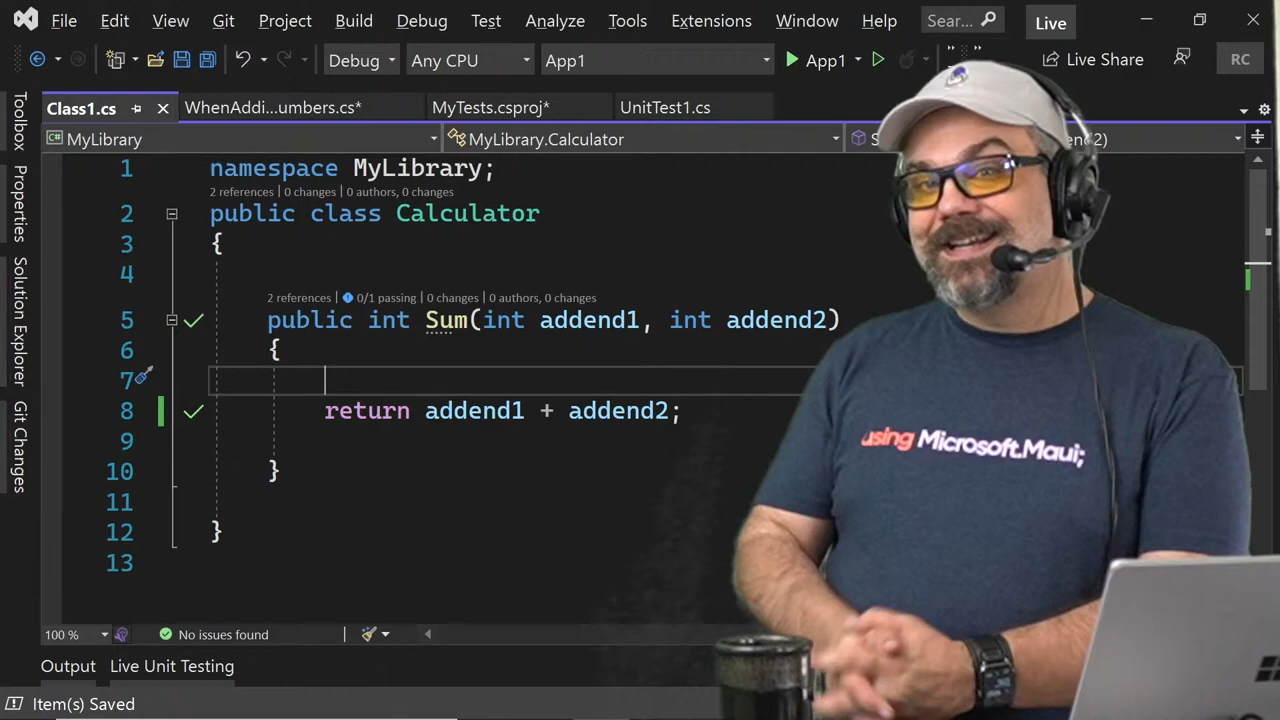 File Edit View Git Project Build Debug Test Analyze Tools Extensions Window Help Sear... Live
Debug Any CPU App1 App1 Live Share RC
Class1.cs WhenAddi...umbers.cs* MyTests.csproj* UnitTest1.cs
MyLibrary MyLibrary.Calculator
Toolbox
Properties
Solution Explorer
Git Changes
1 namespace MyLibrary;
2 references | 0 changes | 0 authors, 0 changes
2 public class Calculator
3 {
4
2 references | 0/1 passing | 0 changes | 0 authors, 0 changes
5 public int Sum(int addend1, int addend2)
6 {
7
8 return addend1 + addend2;
9
10 }
11
12 }
13
using Microsoft.Maui;
100 % No issues found
Output Live Unit Testing
Item(s) Saved